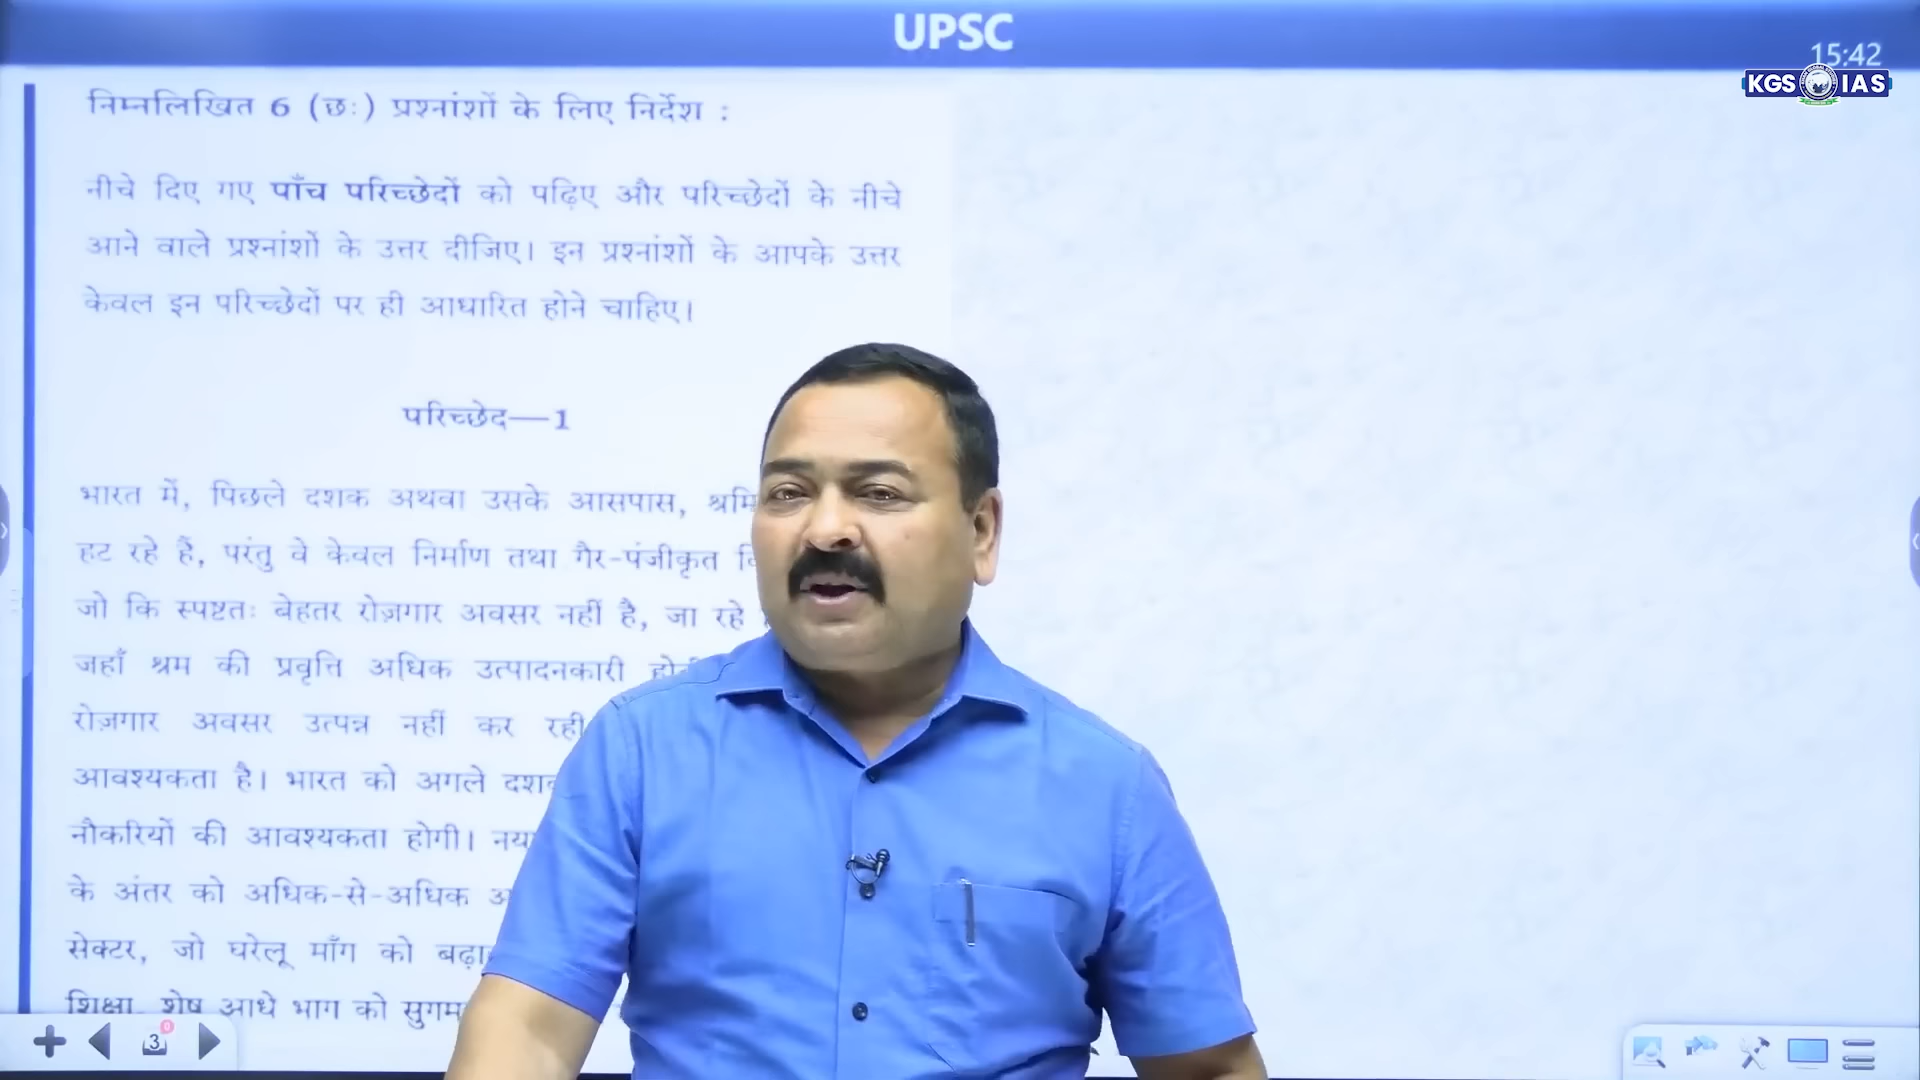 UPSC
15:42
KGS IAS
निम्नलिखित 6 (छः) प्रश्नांशों के लिए निर्देश :
नीचे दिए गए पाँच परिच्छेदों को पढ़िए और परिच्छेदों के नीचे
आने वाले प्रश्नांशों के उत्तर दीजिए। इन प्रश्नांशों के आपके उत्तर
केवल इन परिच्छेदों पर ही आधारित होने चाहिए।
परिच्छेद—1
भारत में, पिछले दशक अथवा उसके आसपास,
हट रहे हैं, परंतु वे केवल निर्माण तथा गैर-पंजीकृत
जो कि स्पष्टतः बेहतर रोज़गार अवसर नहीं है, जा रहे
जहाँ श्रम की प्रवृत्ति अधिक उत्पादनकारी
रोज़गार अवसर उत्पन्न नहीं कर रही
आवश्यकता है। भारत को अगले
नौकरियों की आवश्यकता होगी।
के अंतर को अधिक-से-अधिक
सेक्टर, जो घरेलू माँग को
शिक्षा, शेष आधे भाग को
3
0